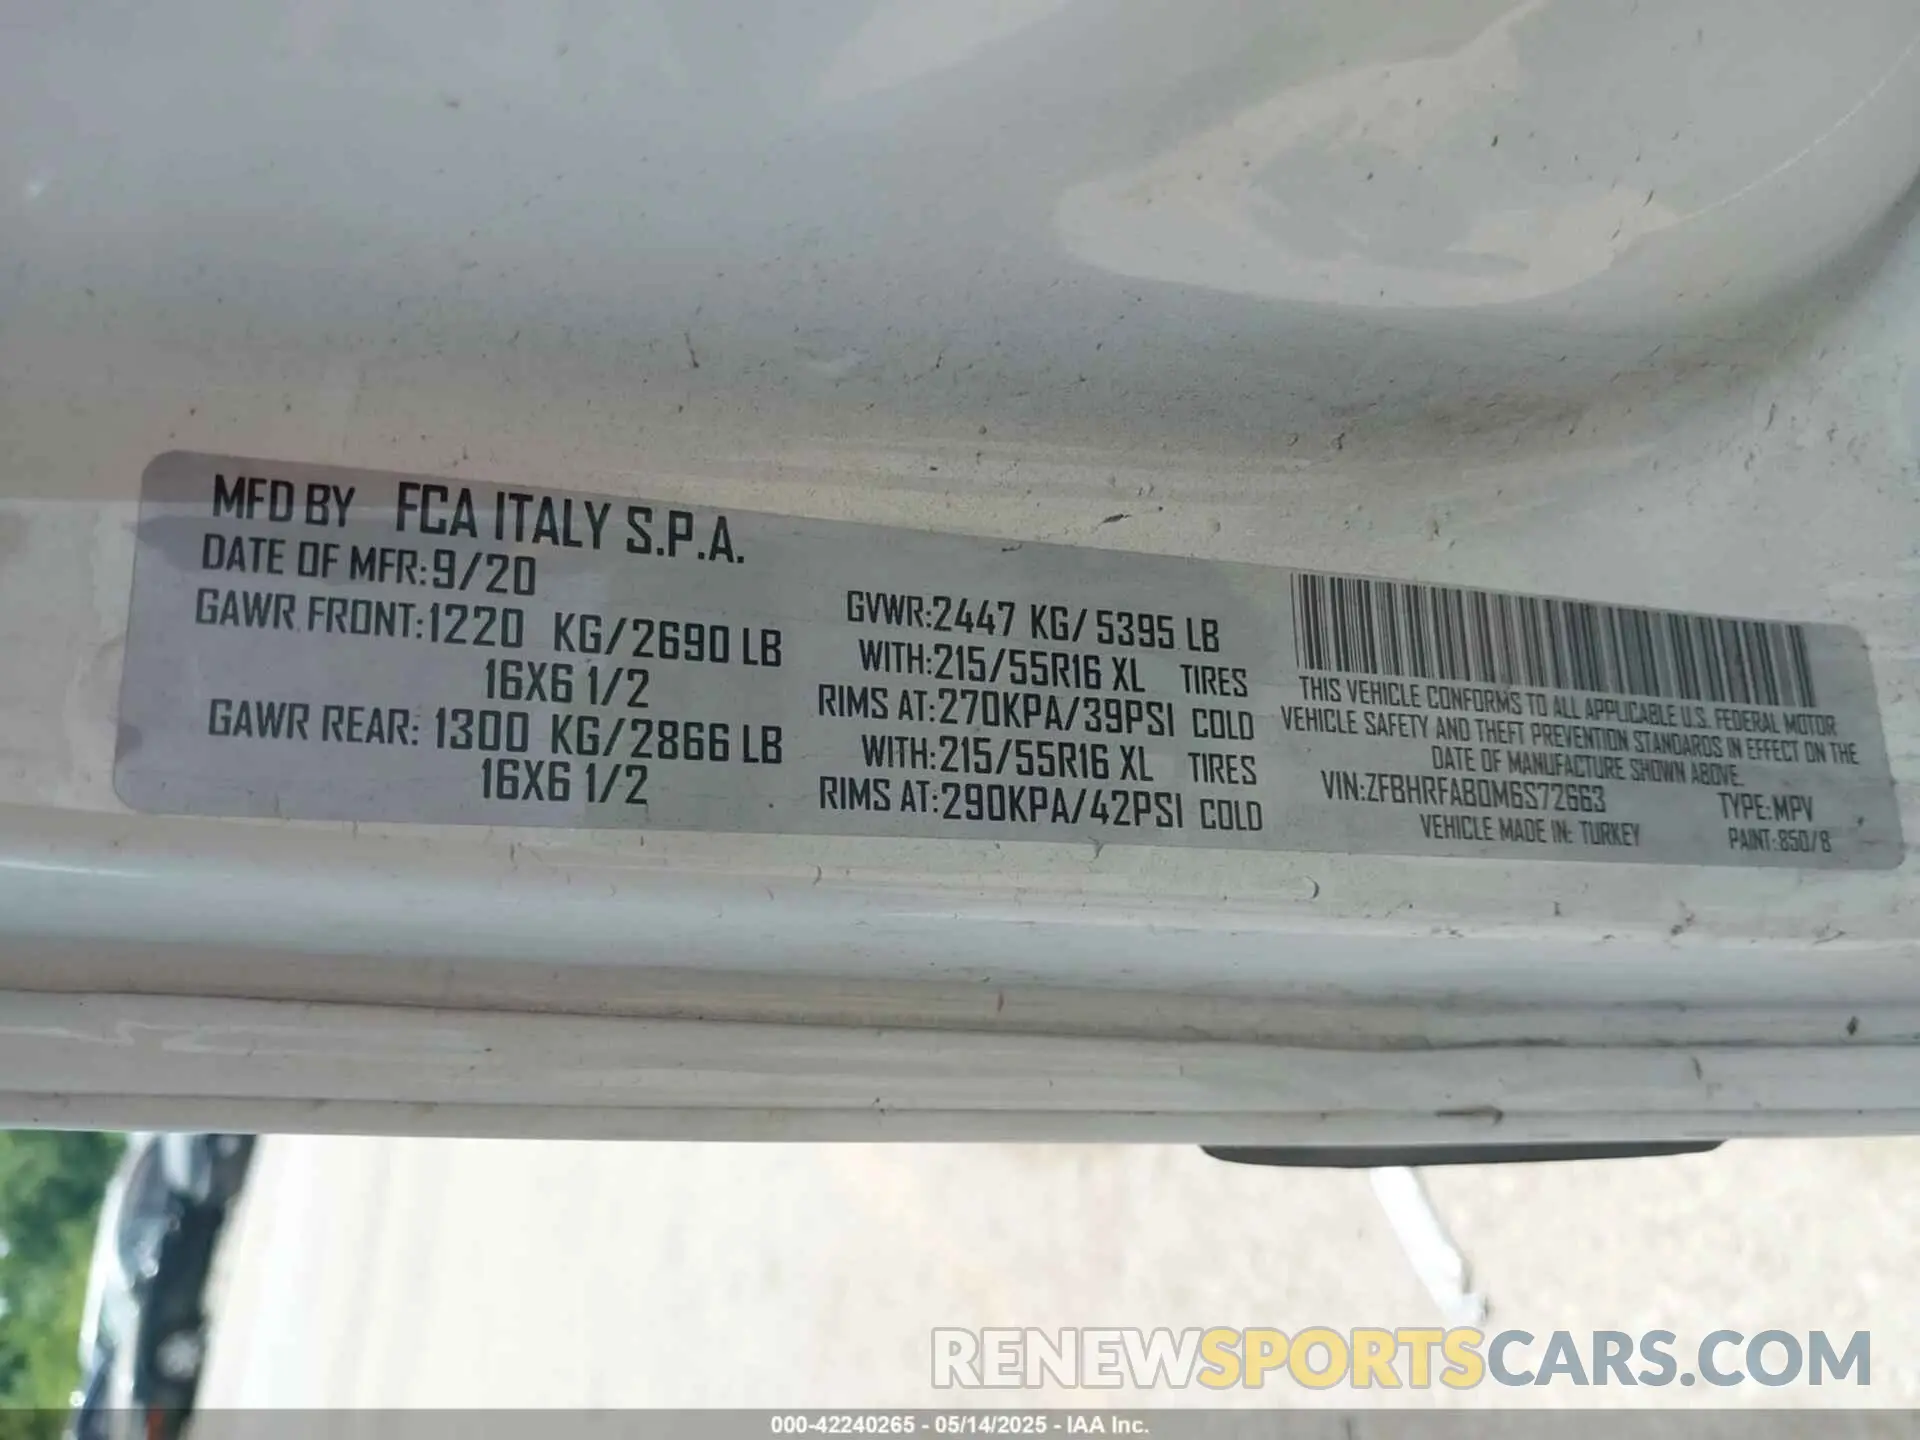 MFD BY FCA ITALY S.P.A.
DATE OF MFR:9/20
GAWR FRONT:1220 KG/2690 LB
16X6 1/2
GAWR REAR: 1300 KG/2866 LB
16X6 1/2
GVWR:2447 KG/ 5395 LB
WITH:215/55R16 XL TIRES
RIMS AT:270KPA/39PSI COLD
WITH:215/55R16 XL TIRES
RIMS AT:290KPA/42PSI COLD
THIS VEHICLE CONFORMS TO ALL APPLICABLE U.S. FEDERAL MOTOR
VEHICLE SAFETY AND THEFT PREVENTION STANDARDS IN EFFECT ON THE
DATE OF MANUFACTURE SHOWN ABOVE.
VIN:ZFBHRFAB0M6S72663 TYPE:MPV
VEHICLE MADE IN: TURKEY PAINT:850/B
RENEWSPORTSCARS.COM
000-42240265 - 05/14/2025 - IAA Inc.